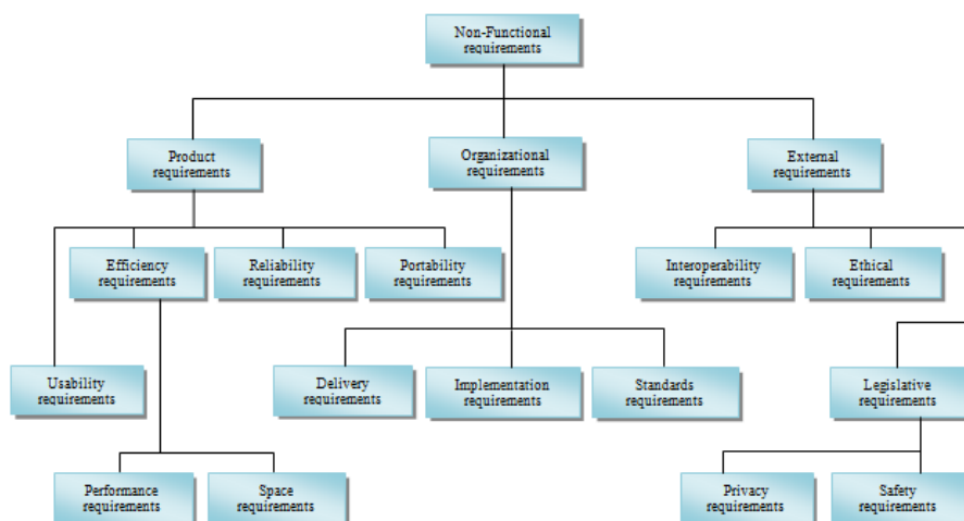 Non-Functional
requirements
Product
requirements
Organizational
requirements
External
requirements
Efficiency
requirements
Reliability
requirements
Portability
requirements
Interoperability
requirements
Ethical
requirements
Usability
requirements
Delivery
requirements
Implementation
requirements
Standards
requirements
Legislative
requirements
Performance
requirements
Space
requirements
Privacy
requirements
Safety
requirements